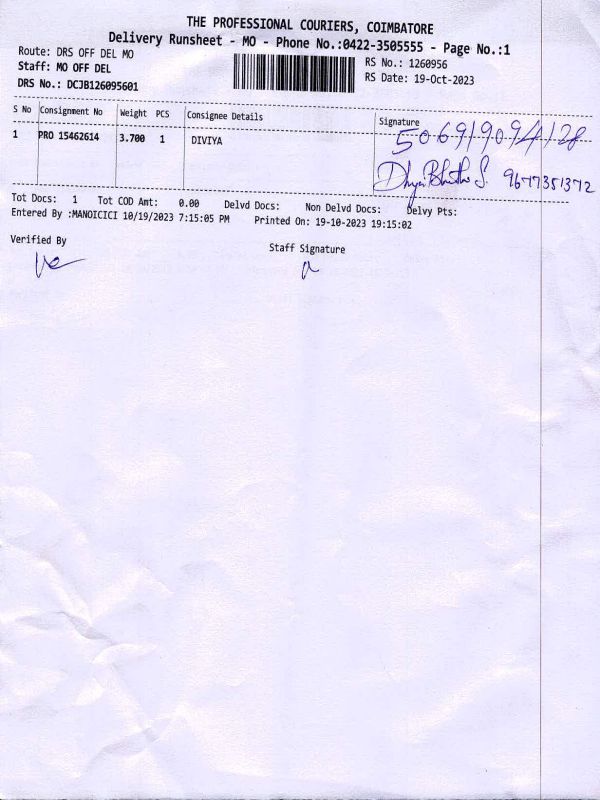 THE PROFESSIONAL COURIERS, COIMBATORE
Delivery Runsheet - MO - Phone No.:0422-3505555 - Page No.:1
Route: DRS OFF DEL MO
RS No.: 1260956
Staff: MO OFF DEL
RS Date: 19-Oct-2023
DRS No.: DCJB126095601
S No Consignment No Weight PCS Consignee Details Signature
1 PRO 15462614 3.700 1 DIVIYA
506919094128
9677351372
Tot Docs: 1 Tot COD Amt: 0.00 Delvd Docs: Non Delvd Docs: Delvy Pts:
Entered By :MANOICICI 10/19/2023 7:15:05 PM Printed On: 19-10-2023 19:15:02
Verified By
Staff Signature